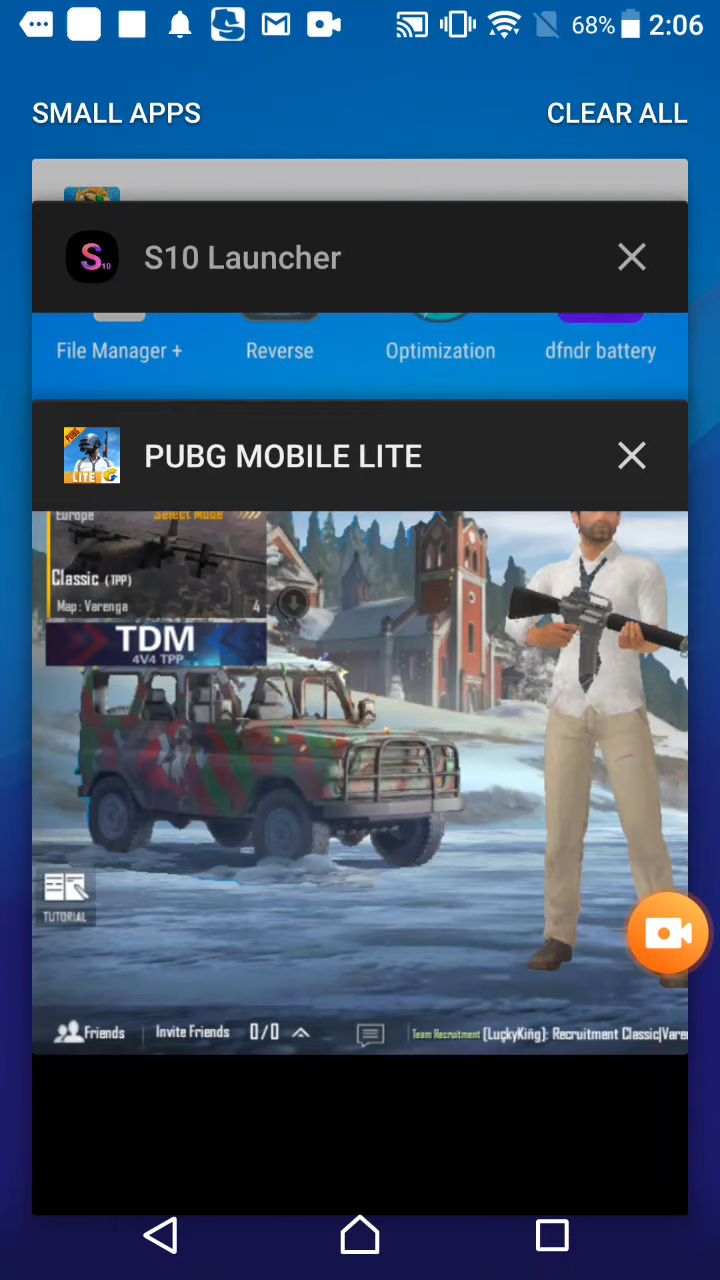 68% 2:06
SMALL APPS CLEAR ALL
S10 Launcher
File Manager + Reverse Optimization dfndr battery
PUBG MOBILE LITE
Europe Select Mode
Classic (TPP)
Map : Varenga 4
TDM
4V4 TPP
TUTORIAL
Friends Invite Friends 0/0 Team Recruitment [LuckyKing]: Recruitment Classic|Varen